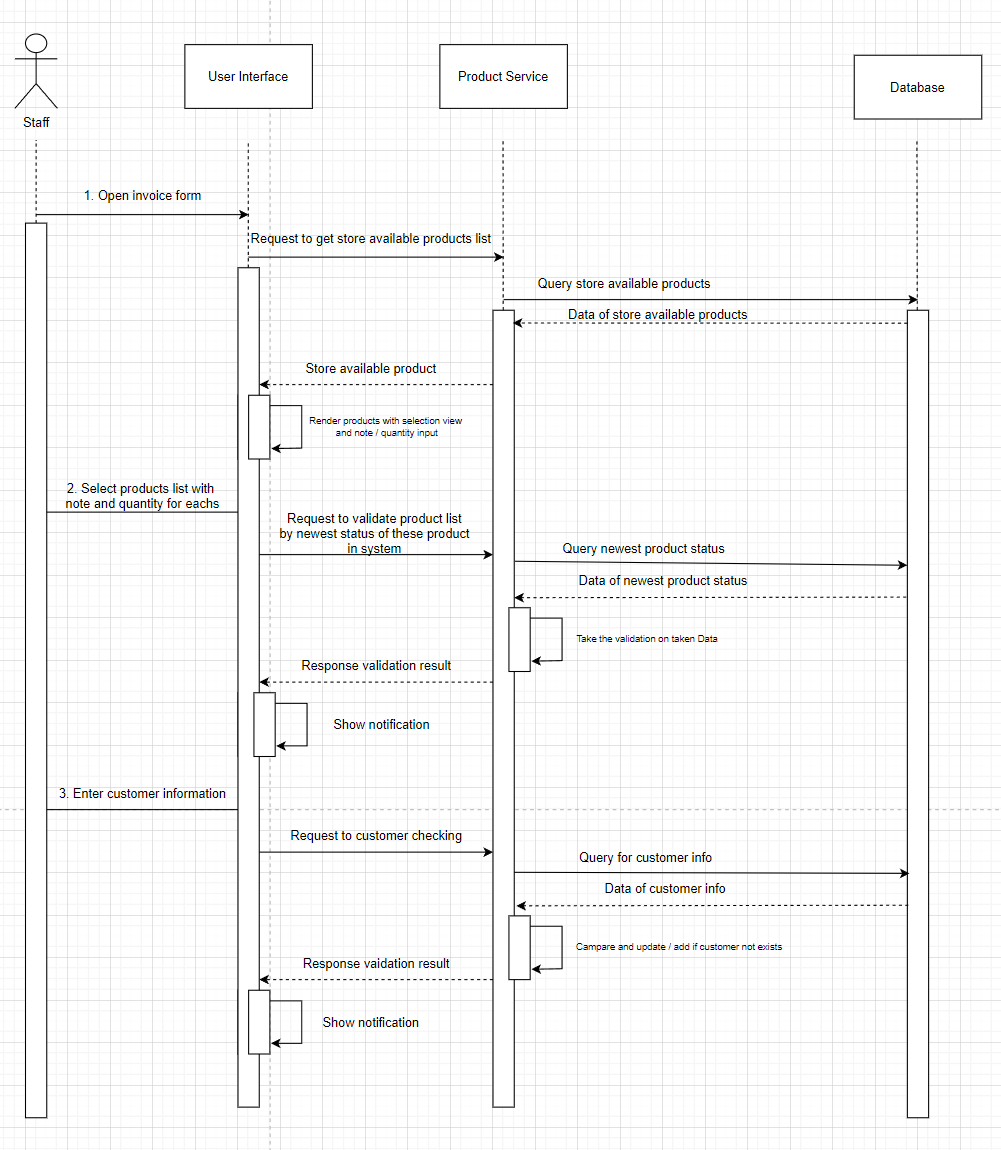 User Interface
Product Service
Database
Staff
1. Open invoice form
Request to get store available products list
Query store available products
Data of store available products
Store available product
Render products with selection view
and note / quantity input
2. Select products list with
note and quantity for eachs
Request to validate product list
by newest status of these product
in system
Query newest product status
Data of newest product status
Take the validation on taken Data
Response validation result
Show notification
3. Enter customer information
Request to customer checking
Query for customer info
Data of customer info
Campare and update / add if customer not exists
Response vaidation result
Show notification